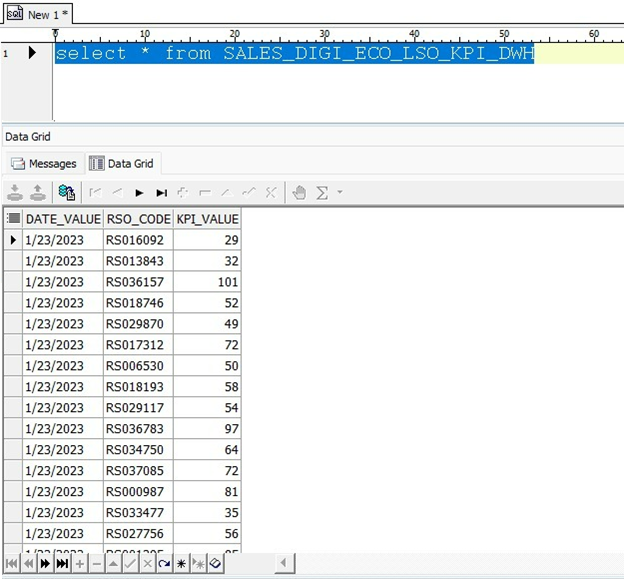 New 1 *
0 10 20 30 40 50 60
1 select * from SALES_DIGI_ECO_LSO_KPI_DWH
Data Grid
Messages Data Grid
DATE_VALUE RSO_CODE KPI_VALUE
1/23/2023 RS016092 29
1/23/2023 RS013843 32
1/23/2023 RS036157 101
1/23/2023 RS018746 52
1/23/2023 RS029870 49
1/23/2023 RS017312 72
1/23/2023 RS006530 50
1/23/2023 RS018193 58
1/23/2023 RS029117 54
1/23/2023 RS036783 97
1/23/2023 RS034750 64
1/23/2023 RS037085 72
1/23/2023 RS000987 81
1/23/2023 RS033477 35
1/23/2023 RS027756 56